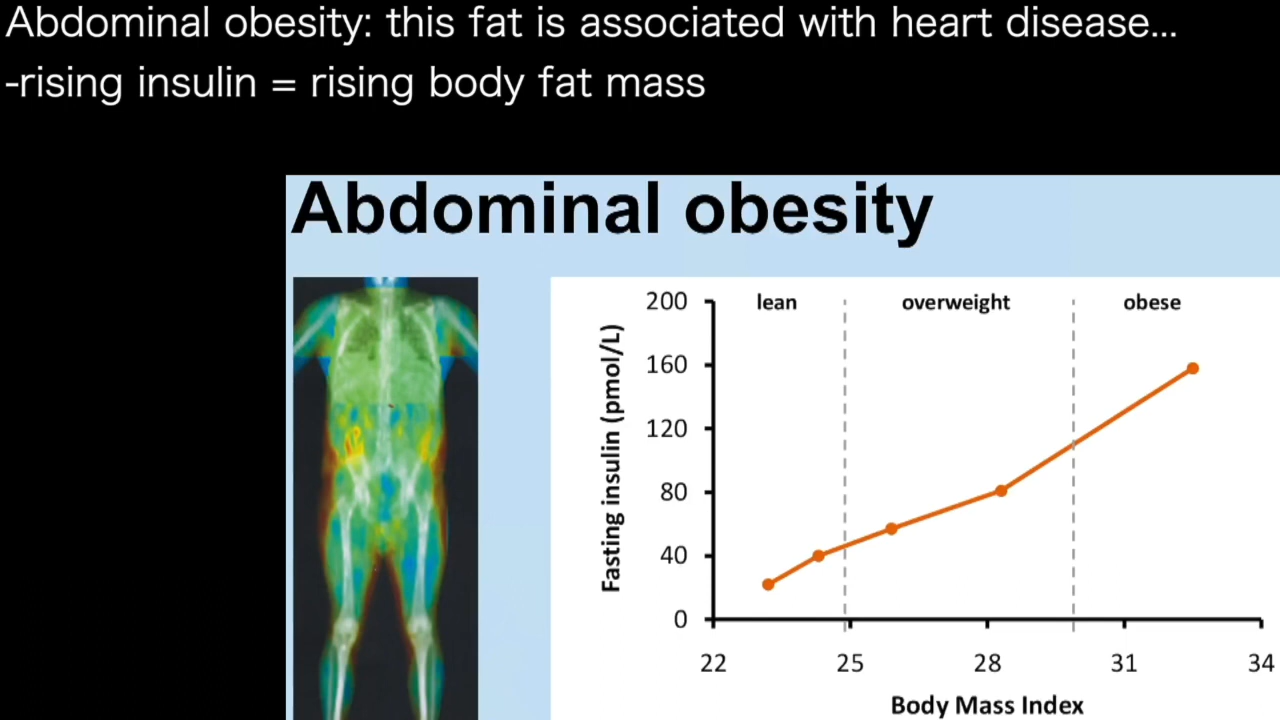 Abdominal obesity: this fat is associated with heart disease...
-rising insulin = rising body fat mass
Abdominal obesity
lean overweight obese
Fasting insulin (pmol/L)
200
160
120
80
40
0
22 25 28 31 34
Body Mass Index